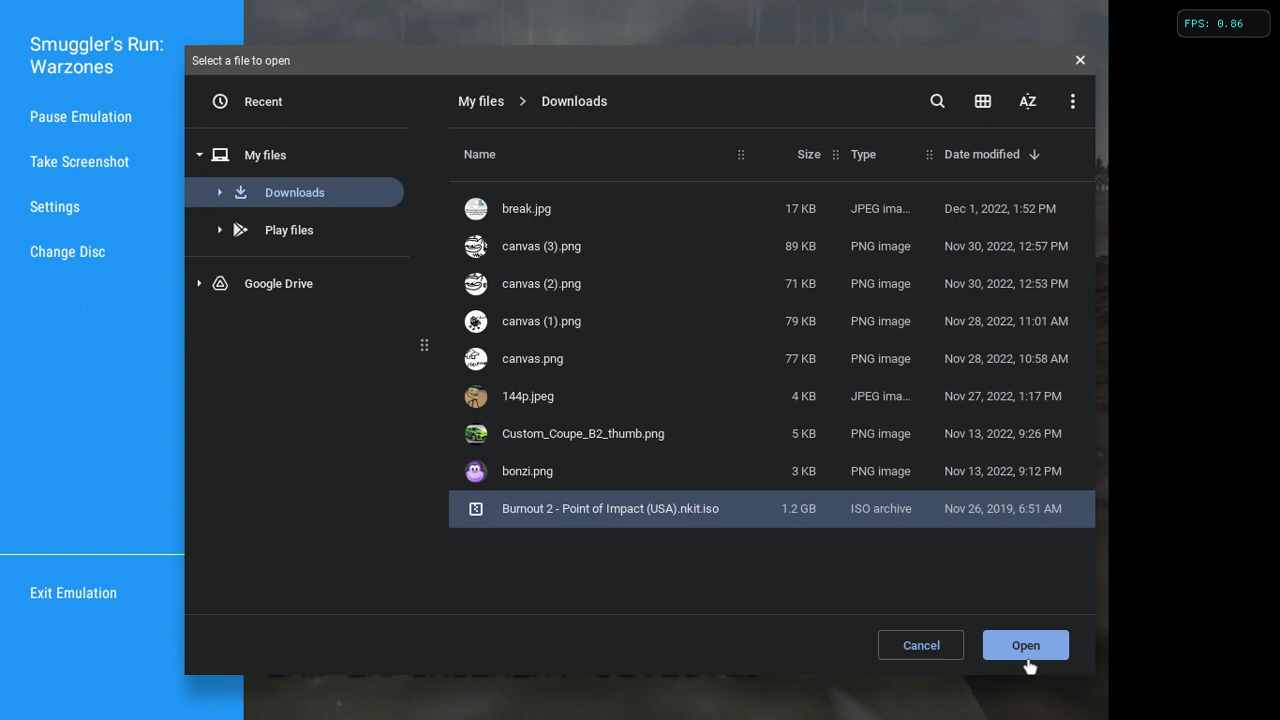 FPS: 0.86
Smuggler's Run:
Warzones
Pause Emulation
Take Screenshot
Settings
Change Disc
Exit Emulation
Select a file to open
Recent
My files
Downloads
Play files
Google Drive
My files > Downloads
AZ
Name Size Type Date modified
break.jpg 17 KB JPEG ima... Dec 1, 2022, 1:52 PM
canvas (3).png 89 KB PNG image Nov 30, 2022, 12:57 PM
canvas (2).png 71 KB PNG image Nov 30, 2022, 12:53 PM
canvas (1).png 79 KB PNG image Nov 28, 2022, 11:01 AM
canvas.png 77 KB PNG image Nov 28, 2022, 10:58 AM
144p.jpeg 4 KB JPEG ima... Nov 27, 2022, 1:17 PM
Custom_Coupe_B2_thumb.png 5 KB PNG image Nov 13, 2022, 9:26 PM
bonzi.png 3 KB PNG image Nov 13, 2022, 9:12 PM
Burnout 2 - Point of Impact (USA).nkit.iso 1.2 GB ISO archive Nov 26, 2019, 6:51 AM
Cancel Open